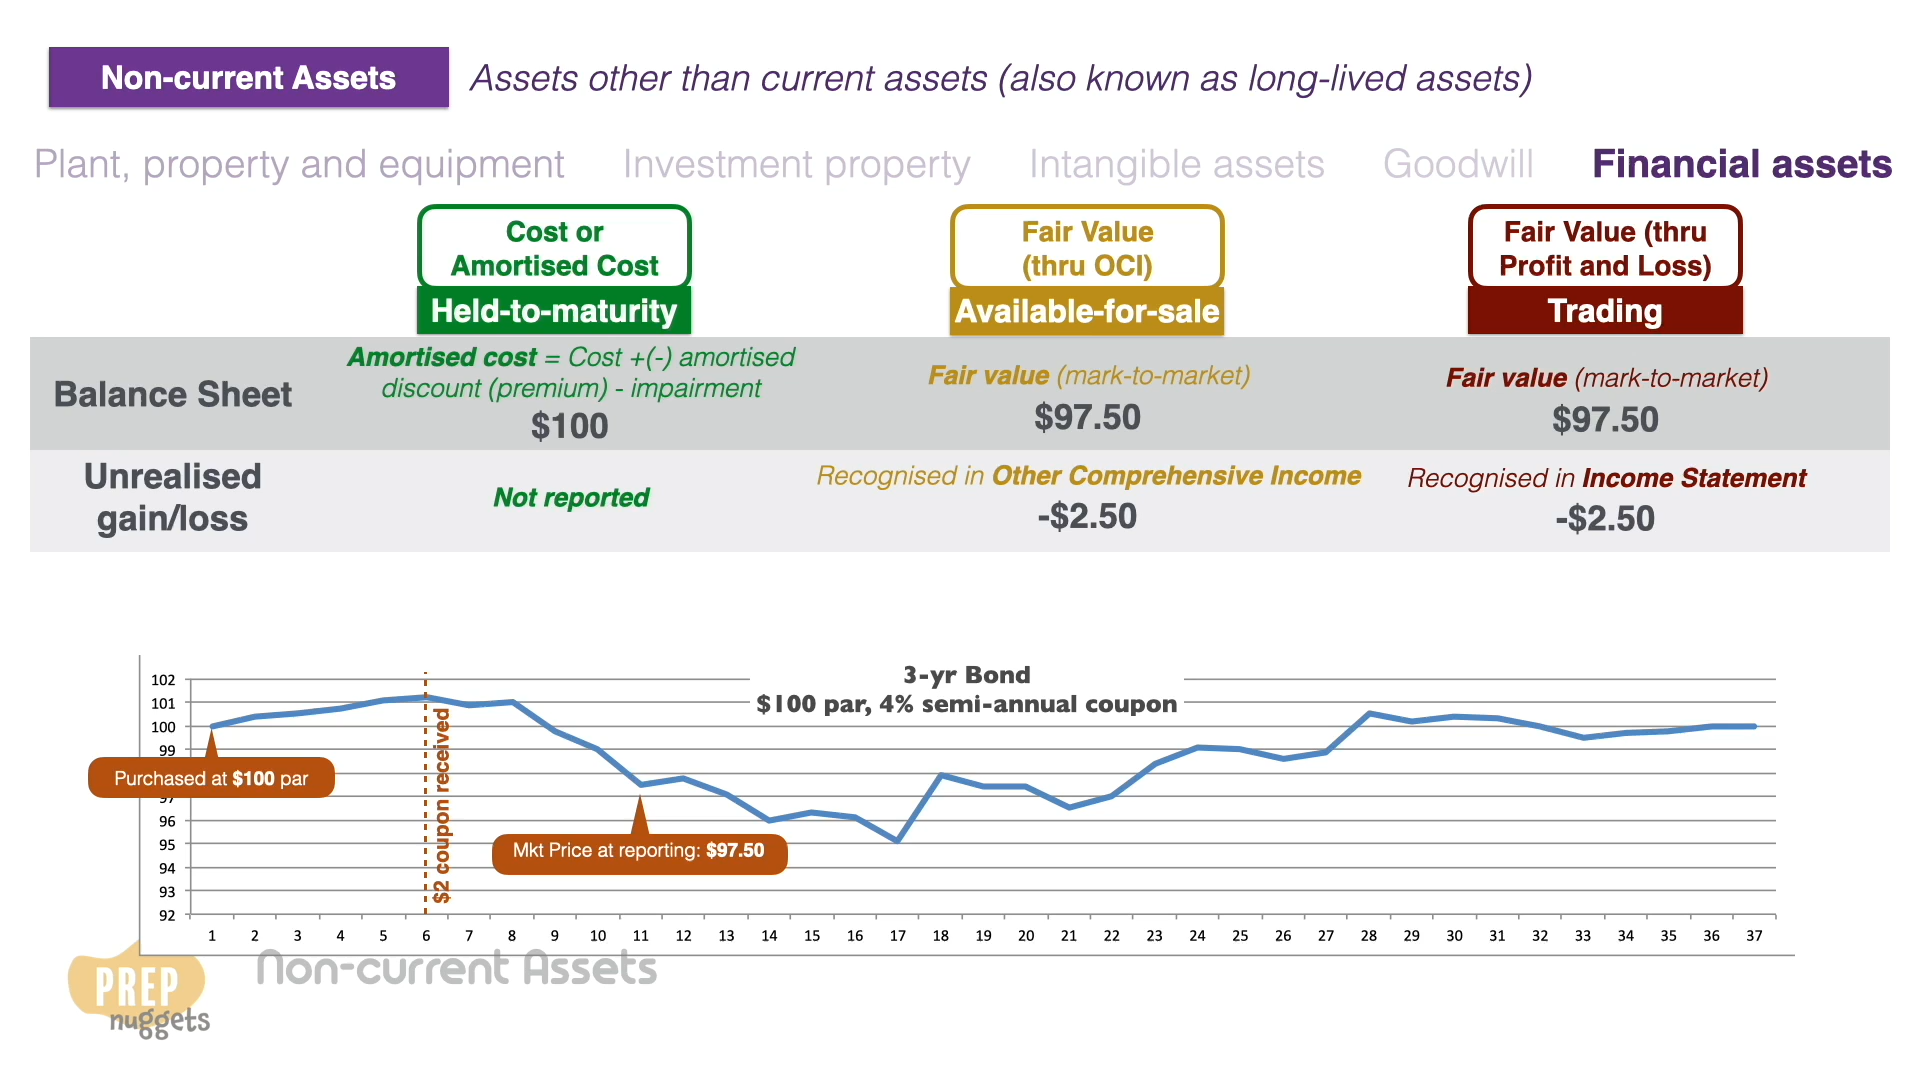 Non-current Assets
Assets other than current assets (also known as long-lived assets)
Plant, property and equipment
Investment property
Intangible assets
Goodwill
Financial assets
Cost or
Amortised Cost
Held-to-maturity
Fair Value
(thru OCI)
Available-for-sale
Fair Value (thru
Profit and Loss)
Trading
Balance Sheet
Amortised cost = Cost +(-) amortised
discount (premium) - impairment
$100
Fair value (mark-to-market)
$97.50
Fair value (mark-to-market)
$97.50
Unrealised
gain/loss
Not reported
Recognised in Other Comprehensive Income
-$2.50
Recognised in Income Statement
-$2.50
3-yr Bond
$100 par, 4% semi-annual coupon
102
101
100
99
97
96
95
94
93
92
Purchased at $100 par
$2 coupon received
Mkt Price at reporting: $97.50
1 2 3 4 5 6 7 8 9 10 11 12 13 14 15 16 17 18 19 20 21 22 23 24 25 26 27 28 29 30 31 32 33 34 35 36 37
PREP
nuggets
Non-current Assets